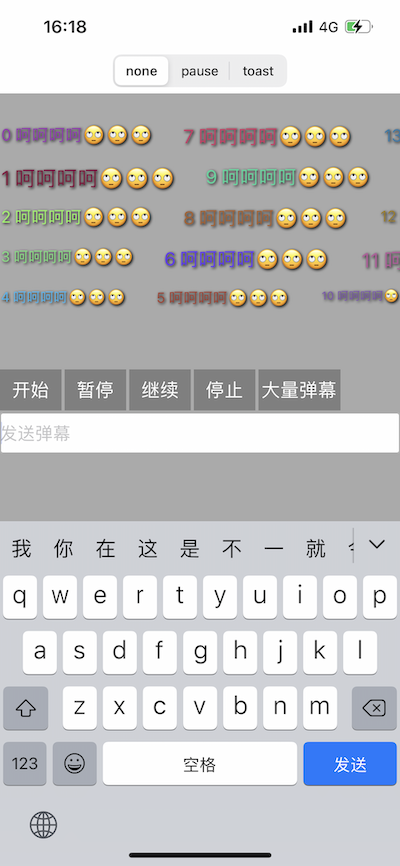 16:18 4G
none pause toast
0 呵呵呵呵🙄🙄🙄 7 呵呵呵呵🙄🙄🙄 13
1 呵呵呵呵🙄🙄🙄 9 呵呵呵呵🙄🙄🙄
2 呵呵呵呵🙄🙄🙄 8 呵呵呵呵🙄🙄🙄 12
3 呵呵呵呵🙄🙄🙄 6 呵呵呵呵🙄🙄🙄 11 呵
4 呵呵呵呵🙄🙄🙄 5 呵呵呵呵🙄🙄🙄 10 呵呵呵呵🙄
开始 暂停 继续 停止 大量弹幕
发送弹幕
我 你 在 这 是 不 一 就
q w e r t y u i o p
a s d f g h j k l
z x c v b n m
123 空格 发送